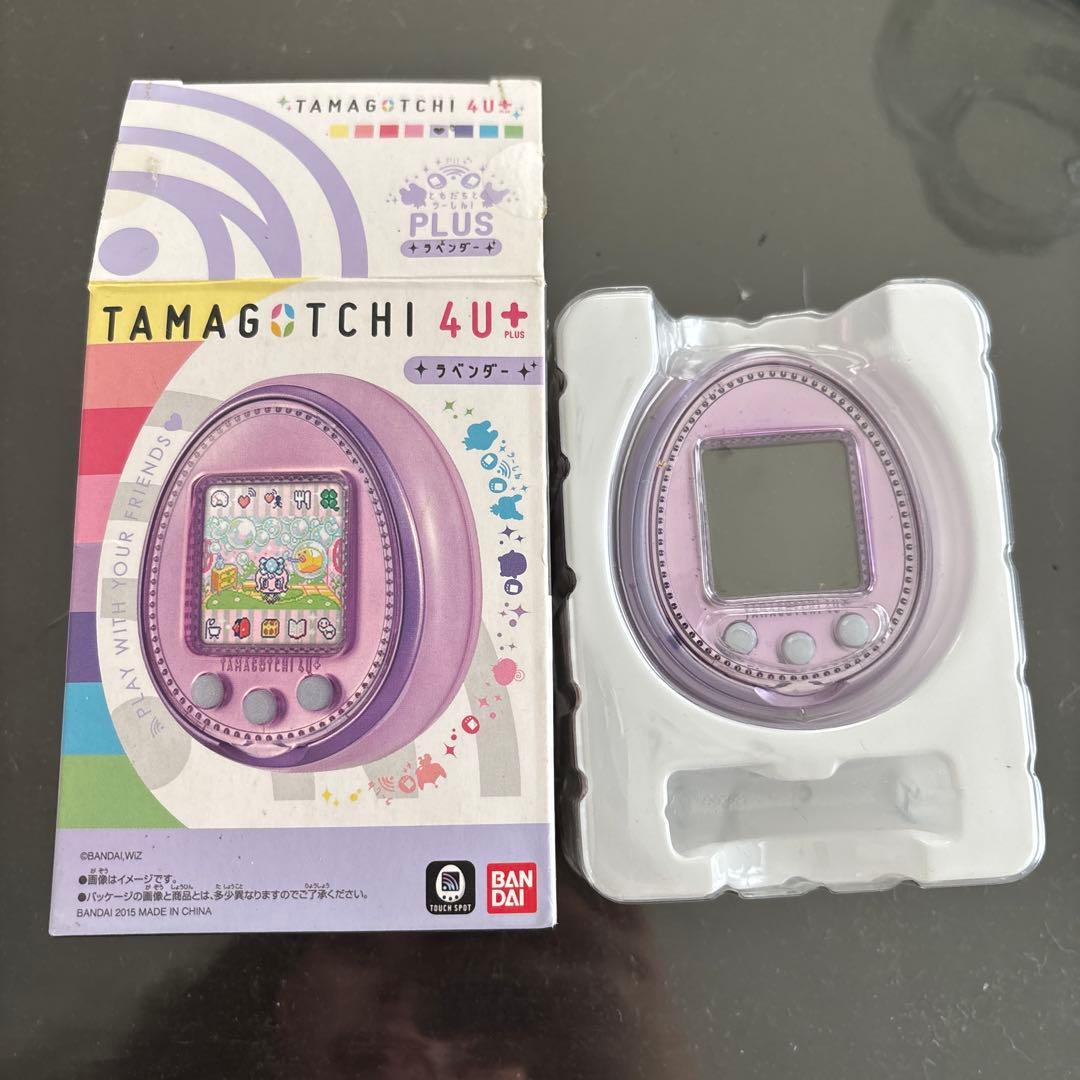 TAMAGOTCHI 4U+
PLUS
ともだちと
つーしん!
PLUS
ラベンダー
TAMAGOTCHI 4U+
PLUS
ラベンダー
PLAY WITH YOUR FRIENDS
TAMAGOTCHI 4U+
©BANDAI,WiZ
●画像はイメージです。
●パッケージの画像と商品とは、多少異なりますのでご了承ください。
BANDAI 2015 MADE IN CHINA
TOUCH SPOT
BAN
DAI